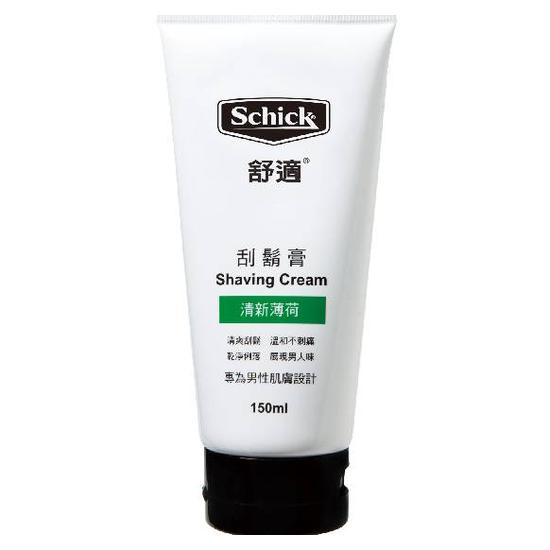 Schick®
舒適®
刮鬍膏
Shaving Cream
清新薄荷
清爽刮鬍 溫和不刺痛
乾淨俐落 展現男人味
專為男性肌膚設計
150ml